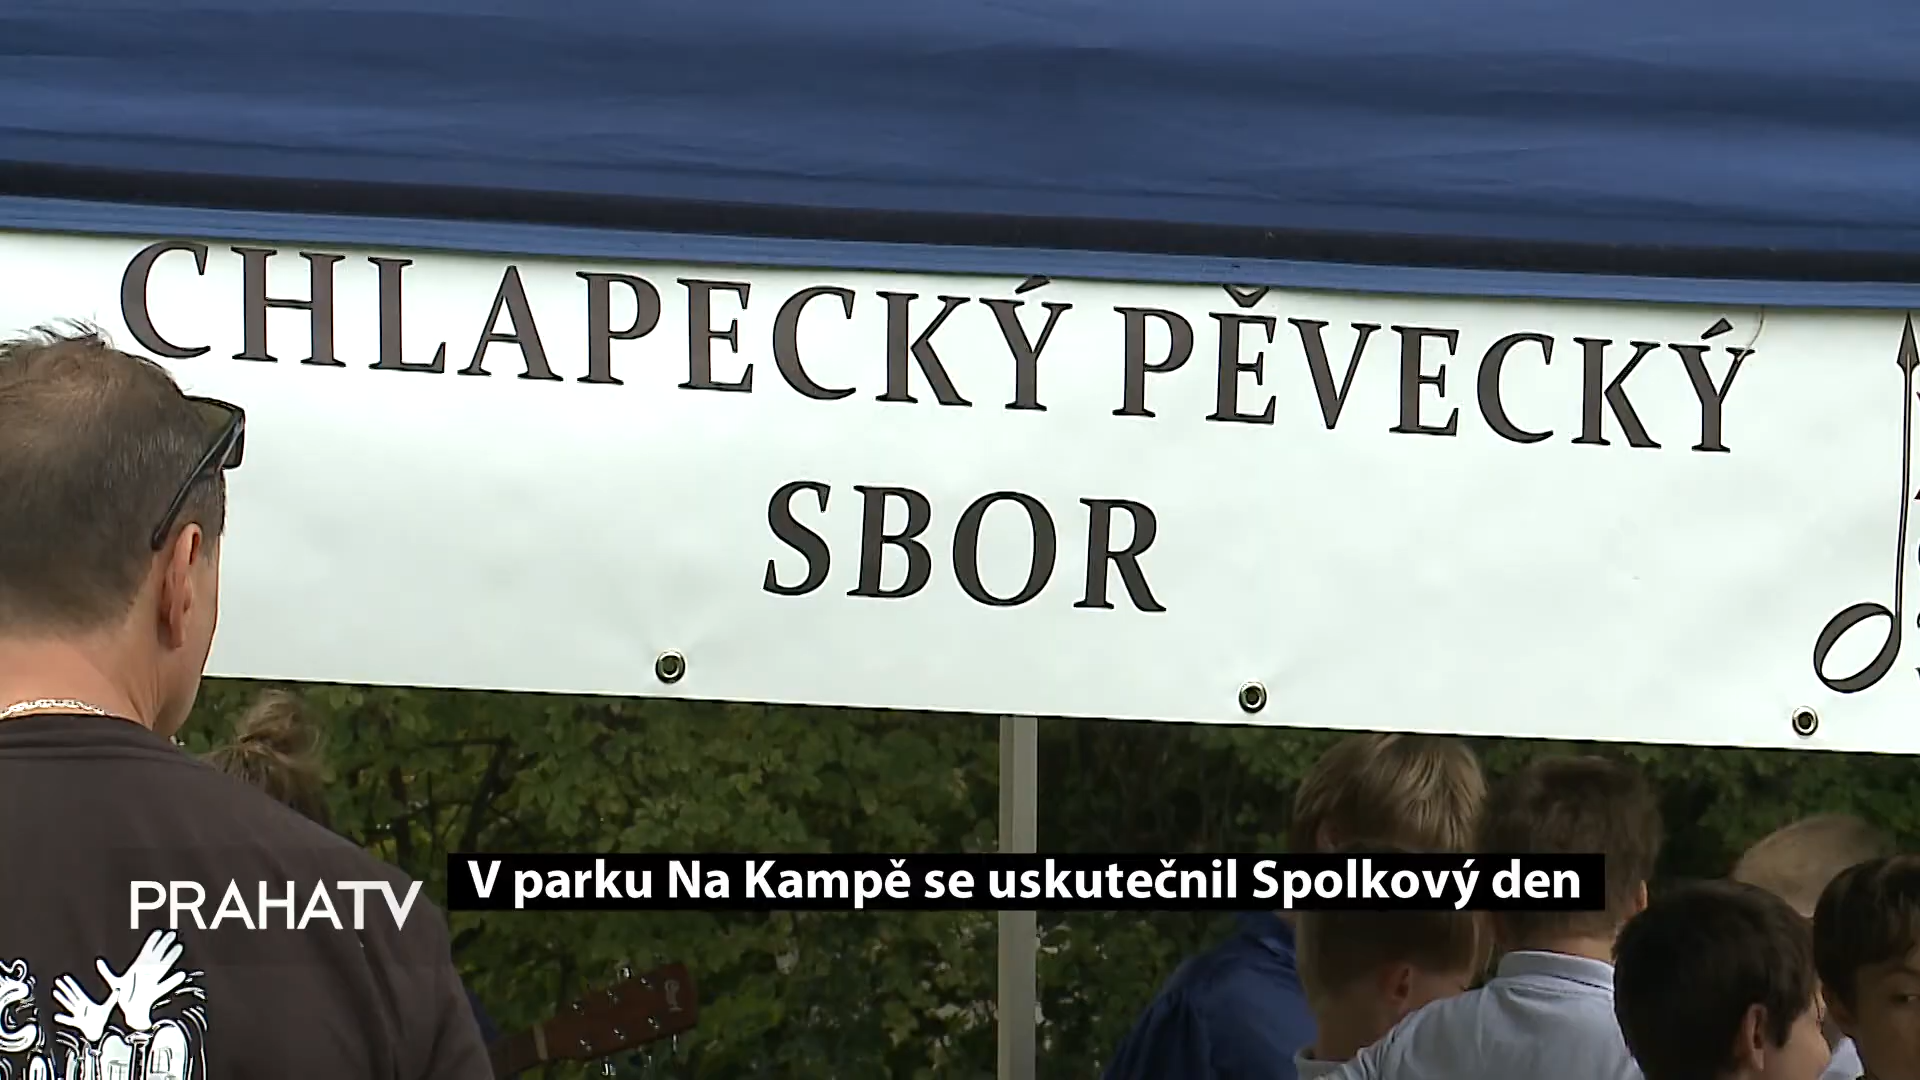 CHLAPECKÝ PĚVECKÝ
SBOR
PRAHATV
V parku Na Kampě se uskutečnil Spolkový den